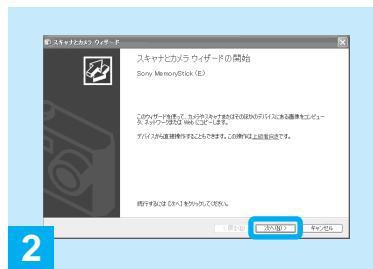 スキャナとカメラ ウィザード
スキャナとカメラ ウィザードの開始
Sony MemoryStick (E:)
このウィザードを使って、カメラやスキャナまたはそのほかのデバイスにある画像をコンピュー
タ、ネットワークまたは Web にコピーします。
デバイスから直接操作することもできます。この操作は上級者向きです。
続行するには [次へ] をクリックしてください。
< 戻る(B) 次へ(N) > キャンセル
2